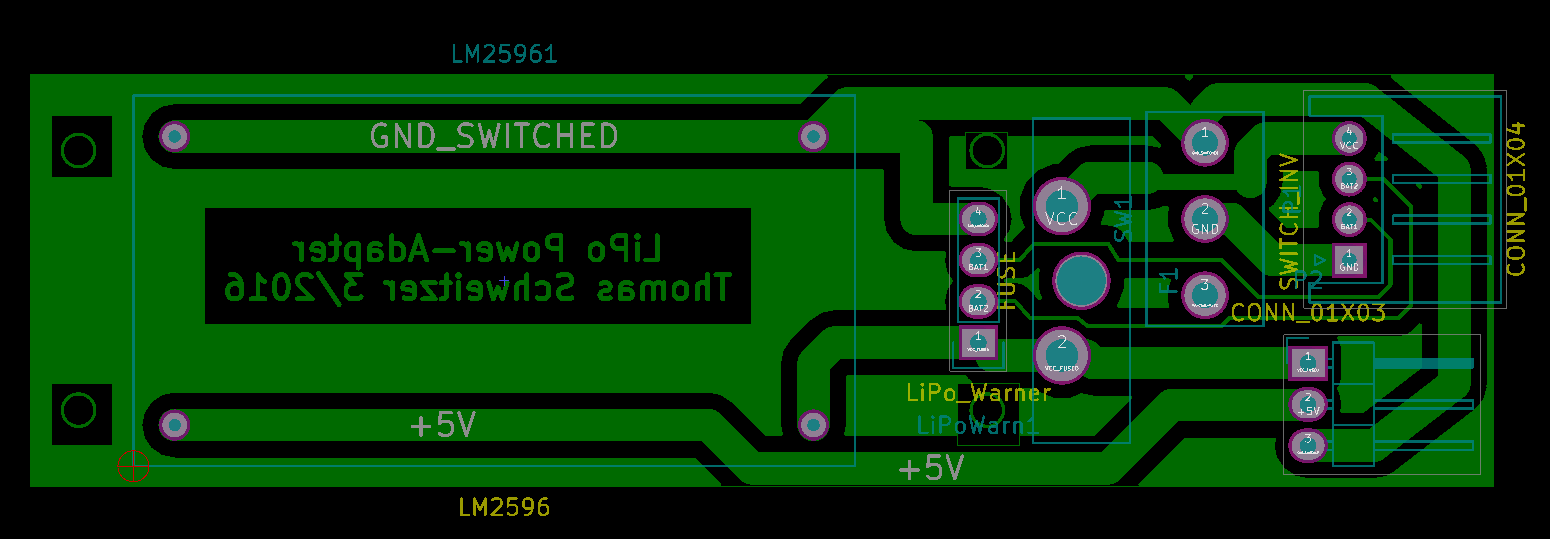 LM25961
GND_SWITCHED
LiPo Power-Adapter
Thomas Schweitzer 3/2016
+5V
+5V
LM2596
4
3
BAT1
2
BAT2
1
VCC_FUSED
HUSE
LiPo_Warner
LiPoWarn1
1
VCC
2
VCC_FUSED
SW1
F1
1
2
GND
3
SWITCH_INV
4
VCC
3
BAT2
2
BAT1
1
GND
CONN_01X04
CONN_01X03
1
2
+5V
3